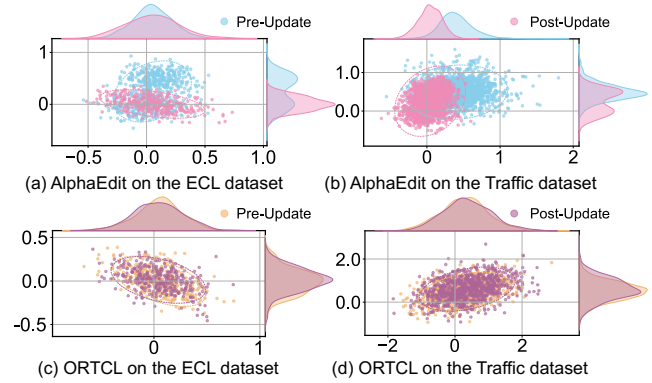 Pre-Update
Post-Update
1
0
−0.5
0.0
0.5
1.0
1.0
0.0
0
1
2
(a) AlphaEdit on the ECL dataset
(b) AlphaEdit on the Traffic dataset
Pre-Update
Post-Update
0.5
0.0
-0.5
0
1
2.0
0.0
−2
0
2
(c) ORTCL on the ECL dataset
(d) ORTCL on the Traffic dataset